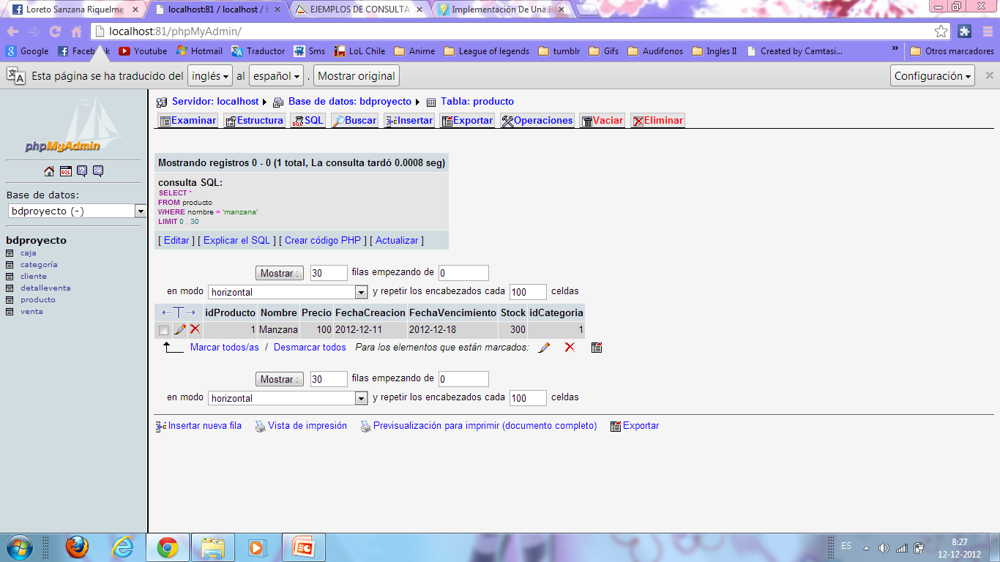 Loreto Sanzana Riquelme
localhost:81 / localhost / b
EJEMPLOS DE CONSULTA
Implementación De Una B
localhost:81/phpMyAdmin/
Google Facebook Youtube Hotmail Traductor Sms LoL Chile Anime League of legends tumblr Gifs Audifonos Ingles II Created by Camtasi... » Otros marcadores
Esta página se ha traducido del inglés al español . Mostrar original Configuración
phpMyAdmin
SQL ? SQL
Base de datos:
bdproyecto (-)
bdproyecto
caja
categoría
cliente
detalleventa
producto
venta
Servidor: localhost Base de datos: bdproyecto Tabla: producto
Examinar Estructura SQL Buscar Insertar Exportar Operaciones Vaciar Eliminar
Mostrando registros 0 - 0 (1 total, La consulta tardó 0.0008 seg)
consulta SQL:
SELECT *
FROM producto
WHERE nombre = 'manzana'
LIMIT 0 , 30
[ Editar ] [ Explicar el SQL ] [ Crear código PHP ] [ Actualizar ]
Mostrar : 30 filas empezando de 0
en modo horizontal y repetir los encabezados cada 100 celdas
←T→ idProducto Nombre Precio FechaCreacion FechaVencimiento Stock idCategoria
1 Manzana 100 2012-12-11 2012-12-18 300 1
Marcar todos/as / Desmarcar todos Para los elementos que están marcados:
Mostrar : 30 filas empezando de 0
en modo horizontal y repetir los encabezados cada 100 celdas
Insertar nueva fila Vista de impresión Previsualización para imprimir (documento completo) Exportar
ES 8:27
12-12-2012